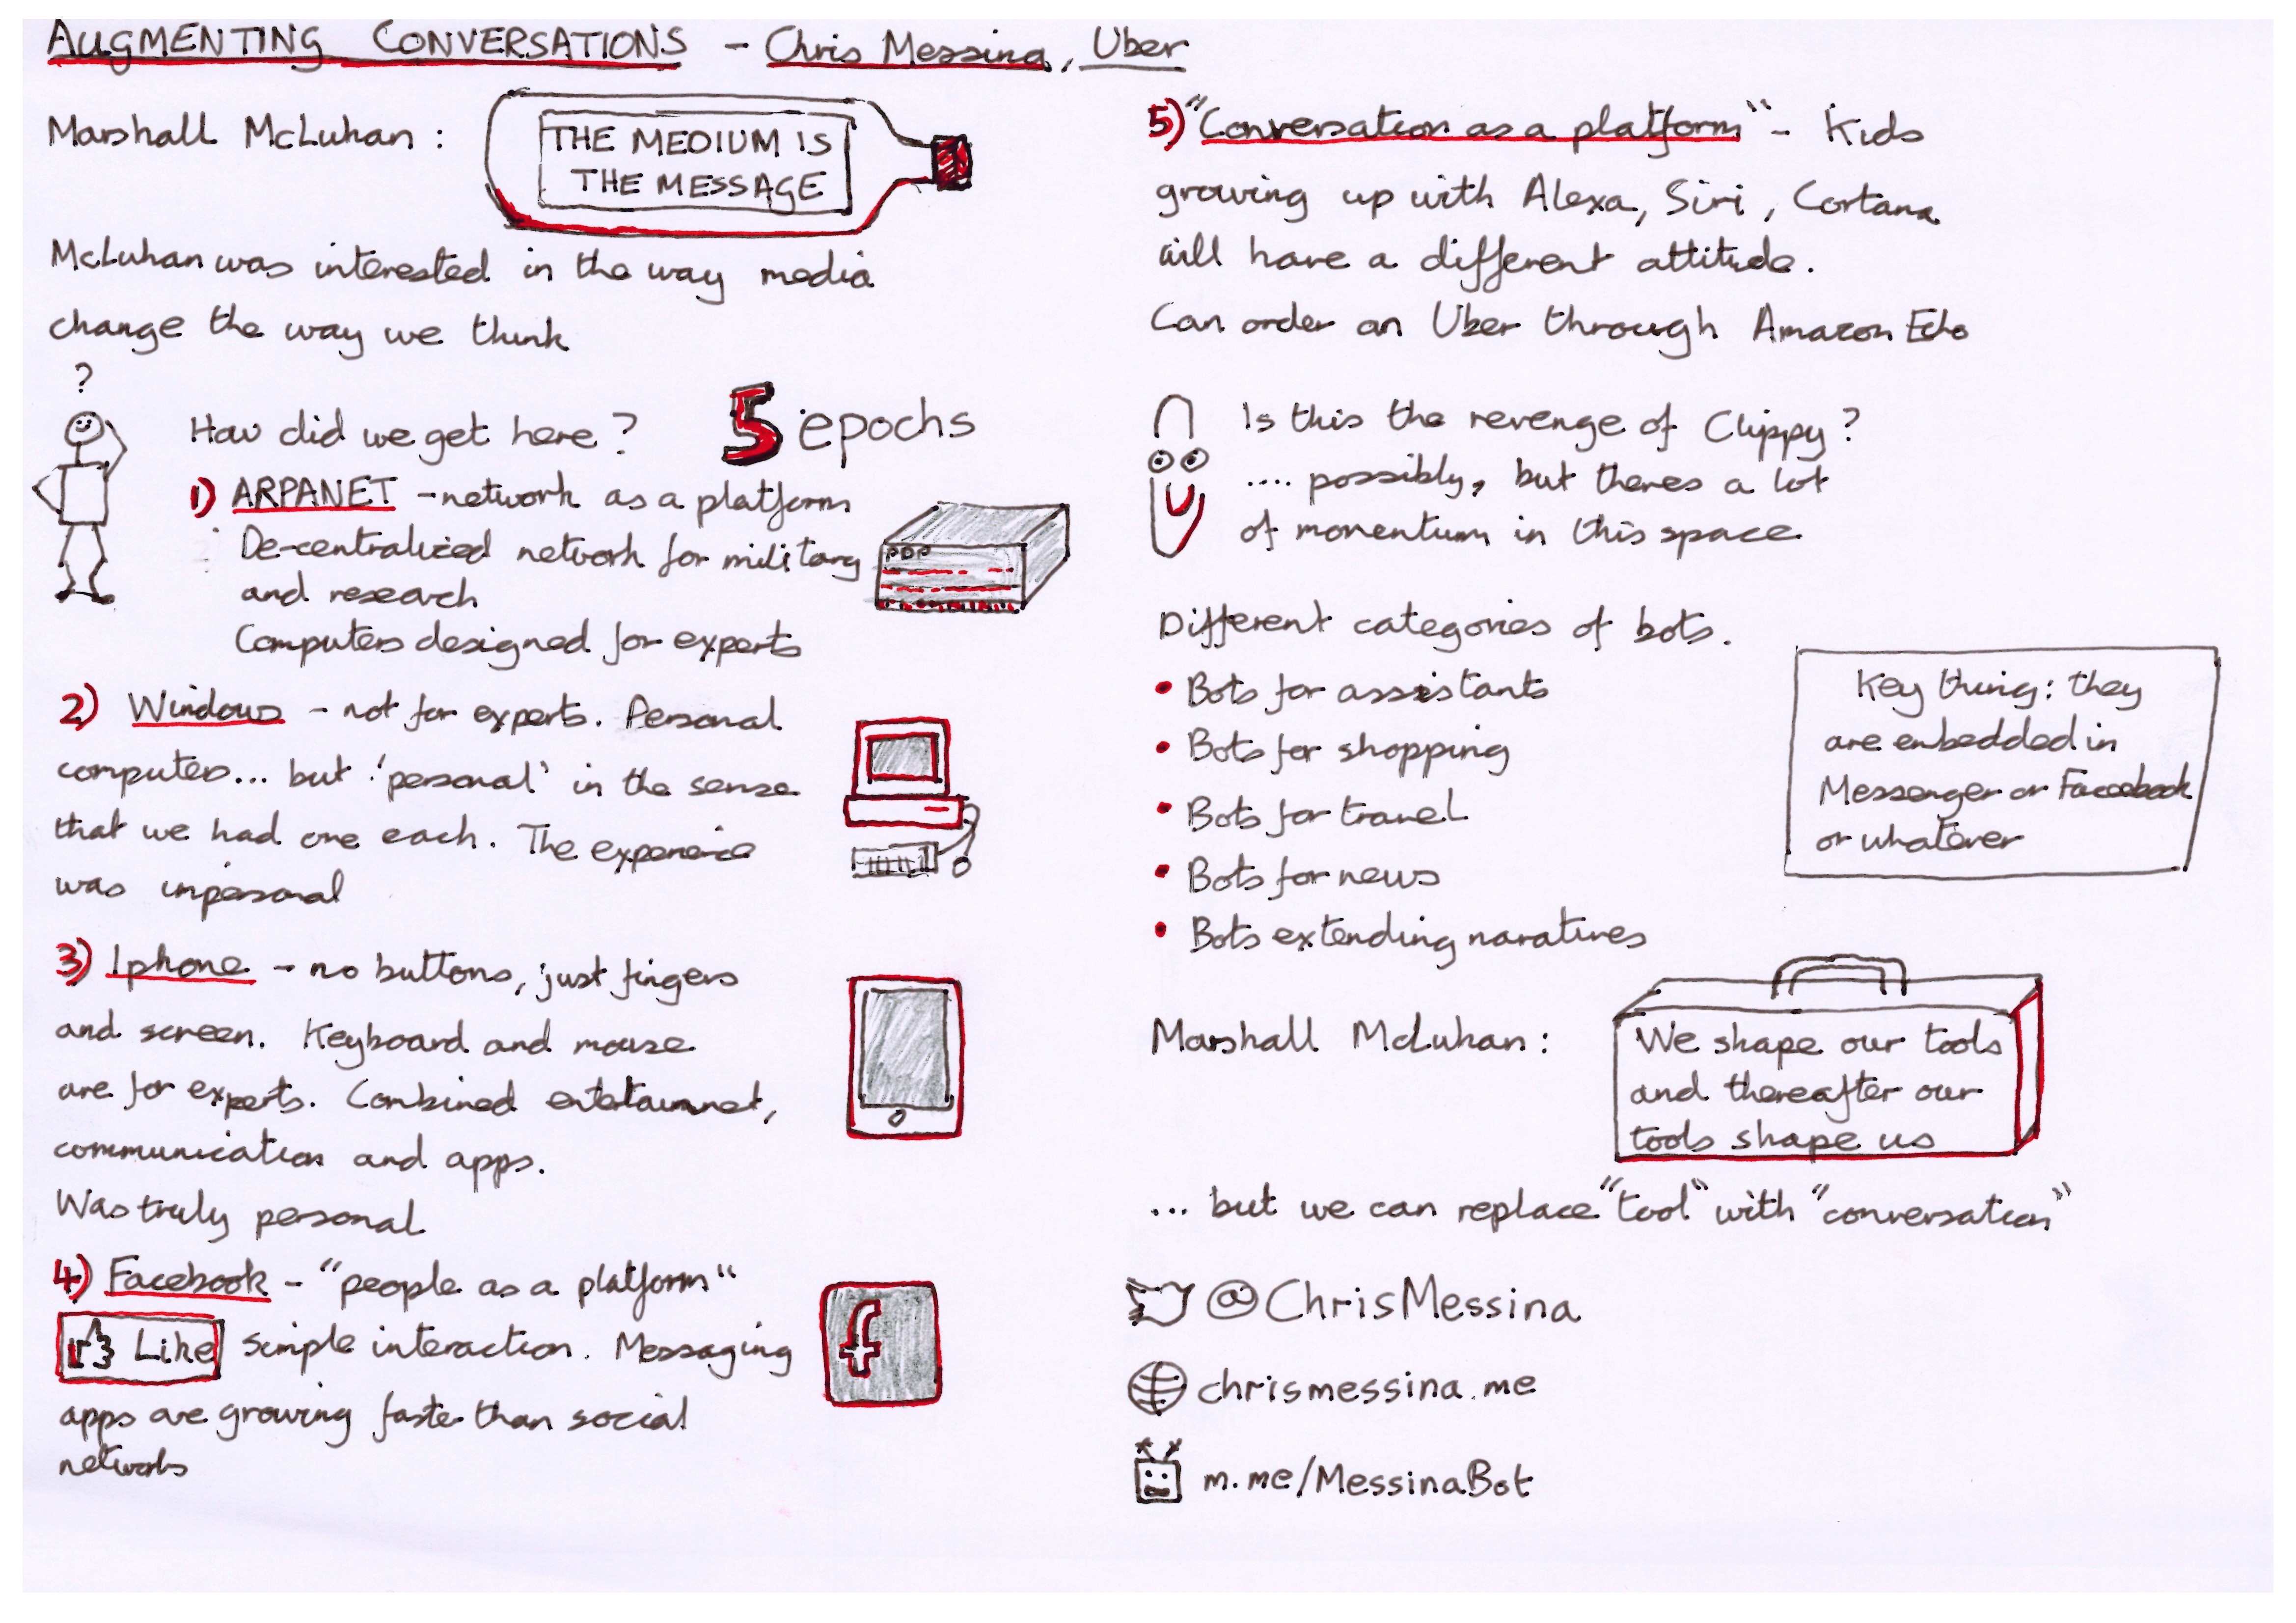 AUGMENTING CONVERSATIONS - Chris Messina, Uber
Marshall McLuhan :
THE MEDIUM IS
THE MESSAGE
McLuhan was interested in the way media
change the way we think
?
How did we get here ? 5 epochs
1) ARPANET - network as a platform
De-centralized network for military
and research
Computers designed for experts
2) Windows - not for experts. Personal
computer... but 'personal' in the sense
that we had one each. The experience
was impersonal
3) Iphone - no buttons, just fingers
and screen. Keyboard and mouse
are for experts. Combined entertainment,
communication and apps.
Was truly personal
4) Facebook - "people as a platform"
Like simple interaction. Messaging
apps are growing faster than social
networks
f
5) "Conversation as a platform" - Kids
growing up with Alexa, Siri, Cortana
will have a different attitude.
Can order an Uber through Amazon Echo
Is this the revenge of Clippy ?
.... possibly, but theres a lot
of momentum in this space
Different categories of bots.
• Bots for assistants
• Bots for shopping
• Bots for travel
• Bots for news
• Bots extending naratives
Key thing: they
are enbedded in
Messenger or Facebook
or whatever
Marshall McLuhan :
We shape our tools
and thereafter our
tools shape us
... but we can replace "tool" with "conversation"
@ChrisMessina
chrismessina.me
m.me/MessinaBot